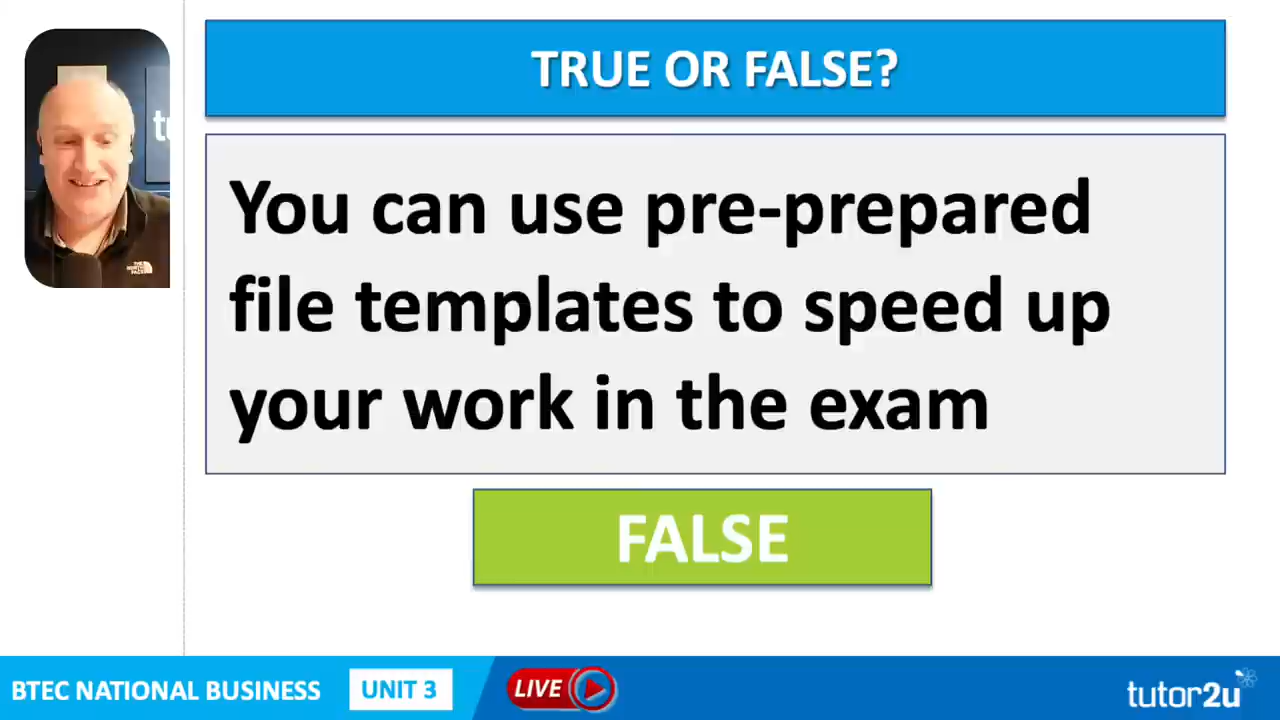 TRUE OR FALSE?
You can use pre-prepared
file templates to speed up
your work in the exam
FALSE
BTEC NATIONAL BUSINESS
UNIT 3
LIVE
tutor2u